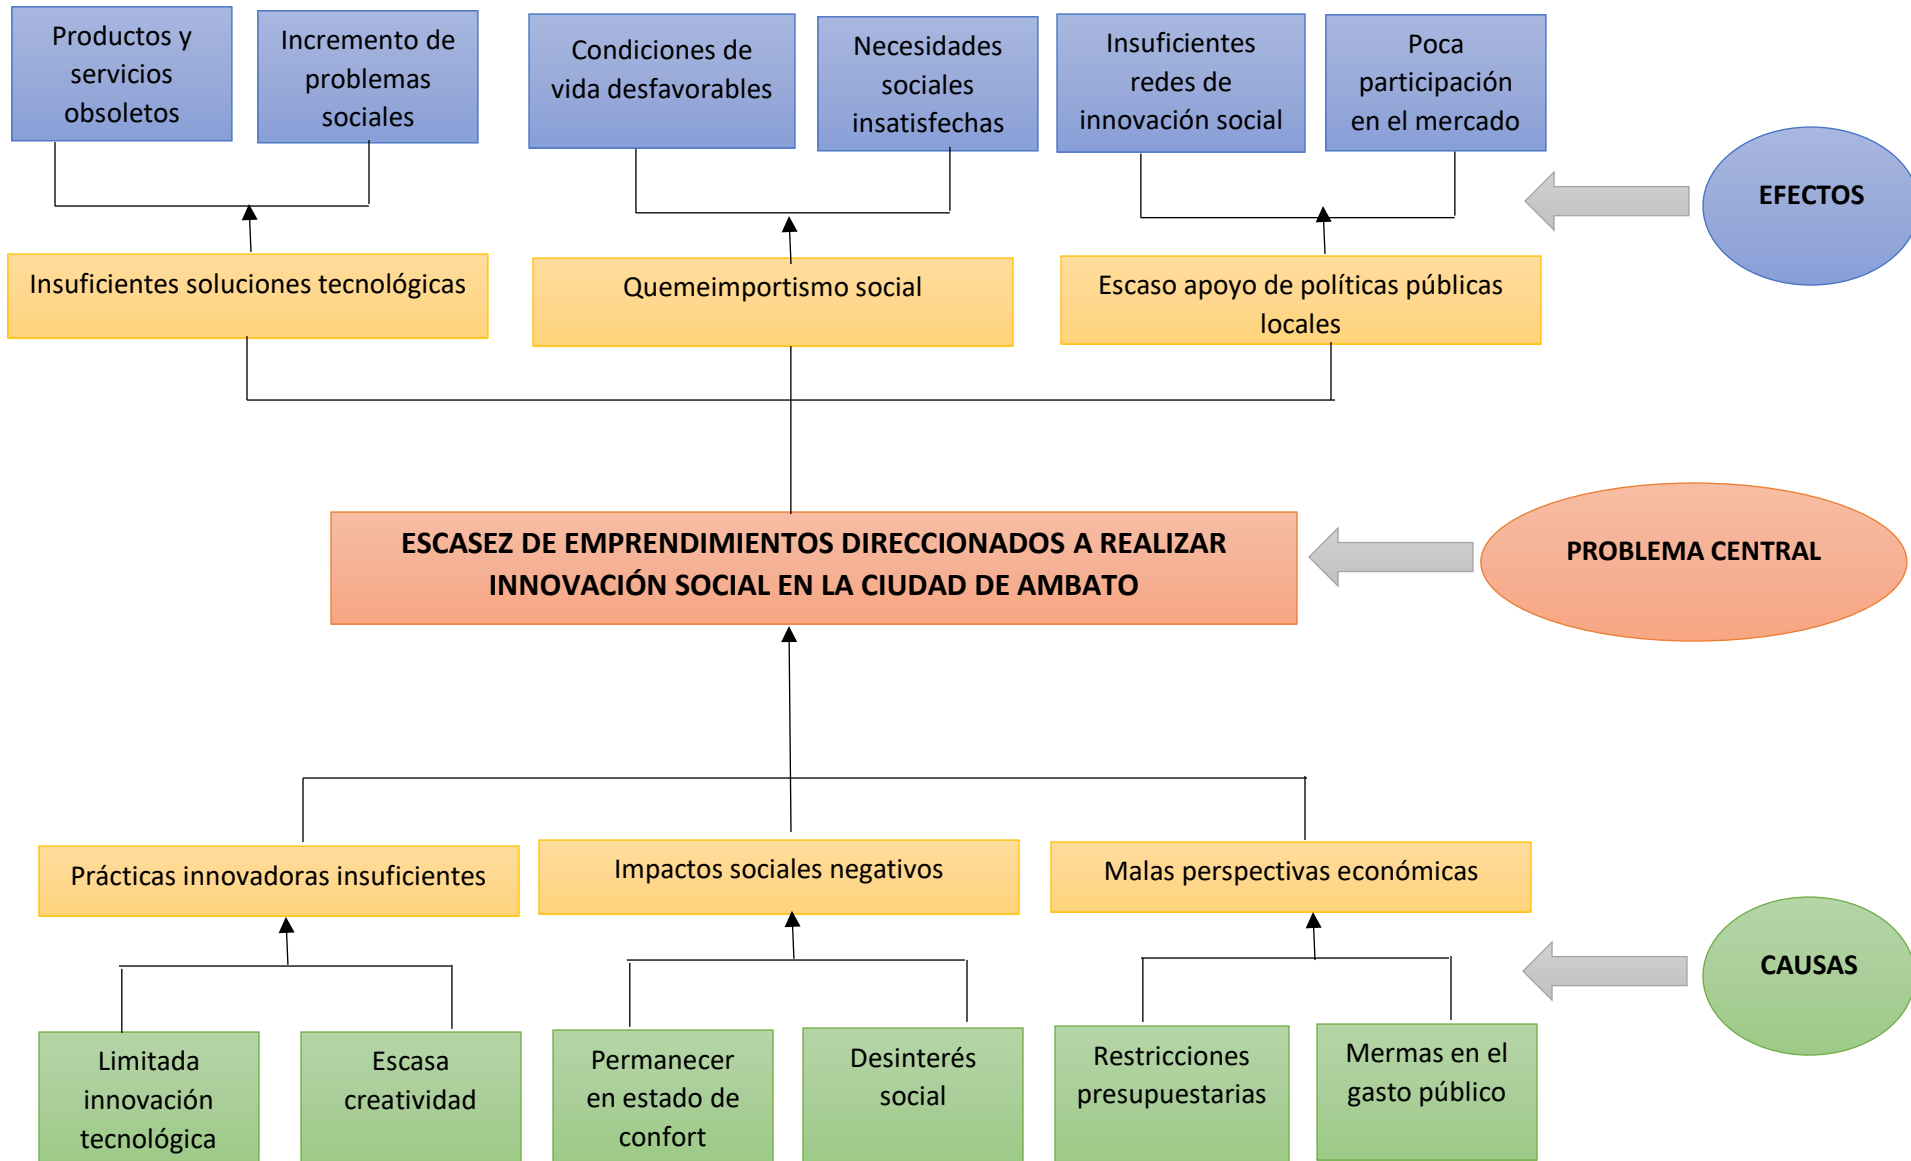 Productos y
servicios
obsoletos
Incremento de
problemas
sociales
Condiciones de
vida desfavorables
Necesidades
sociales
insatisfechas
Insuficientes
redes de
innovación social
Poca
participación
en el mercado
EFECTOS
Insuficientes soluciones tecnológicas
Quemeimportismo social
Escaso apoyo de políticas públicas
locales
ESCASEZ DE EMPRENDIMIENTOS DIRECCIONADOS A REALIZAR
INNOVACIÓN SOCIAL EN LA CIUDAD DE AMBATO
PROBLEMA CENTRAL
Prácticas innovadoras insuficientes
Impactos sociales negativos
Malas perspectivas económicas
CAUSAS
Limitada
innovación
tecnológica
Escasa
creatividad
Permanecer
en estado de
confort
Desinterés
social
Restricciones
presupuestarias
Mermas en el
gasto público